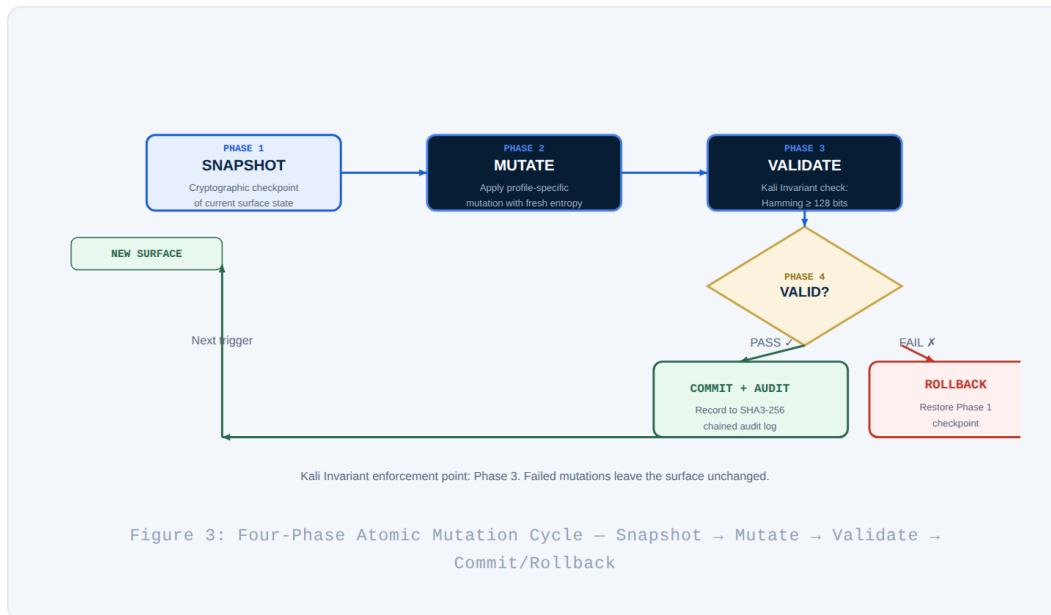 PHASE 1
SNAPSHOT
Cryptographic checkpoint
of current surface state
PHASE 2
MUTATE
Apply profile-specific
mutation with fresh entropy
PHASE 3
VALIDATE
Kali Invariant check:
Hamming ≥ 128 bits
NEW SURFACE
PHASE 4
VALID?
Next trigger
PASS ✓
FAIL ✗
COMMIT + AUDIT
Record to SHA3-256
chained audit log
ROLLBACK
Restore Phase 1
checkpoint
Kali Invariant enforcement point: Phase 3. Failed mutations leave the surface unchanged.
Figure 3: Four-Phase Atomic Mutation Cycle — Snapshot → Mutate → Validate →
Commit/Rollback